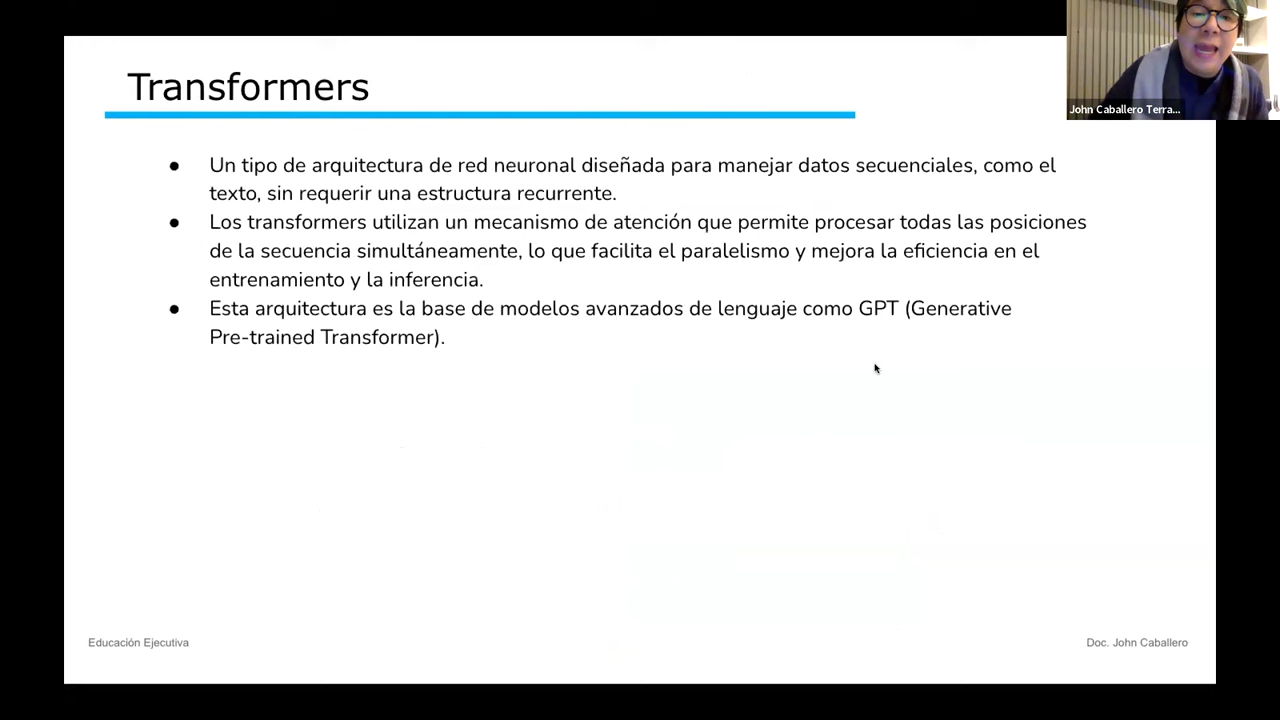 Transformers
John Caballero Terra...
● Un tipo de arquitectura de red neuronal diseñada para manejar datos secuenciales, como el
texto, sin requerir una estructura recurrente.
● Los transformers utilizan un mecanismo de atención que permite procesar todas las posiciones
de la secuencia simultáneamente, lo que facilita el paralelismo y mejora la eficiencia en el
entrenamiento y la inferencia.
● Esta arquitectura es la base de modelos avanzados de lenguaje como GPT (Generative
Pre-trained Transformer).
Educación Ejecutiva
Doc. John Caballero